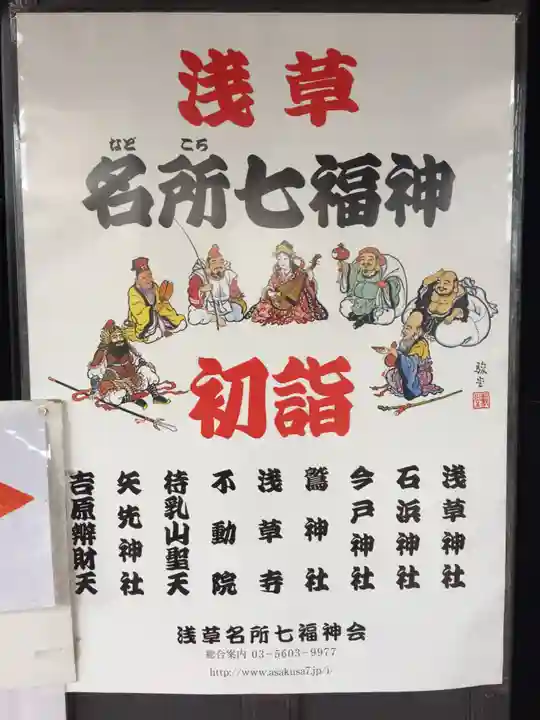 浅草
などころ
名所七福神
初詣
駿堂
浅草神社
石浜神社
今戸神社
鷲神社
浅草寺
不動院
待乳山聖天
矢先神社
吉原辨財天
浅草名所七福神会
総合案内 03-5603-9977
http://www.asakusa7.jp/i-